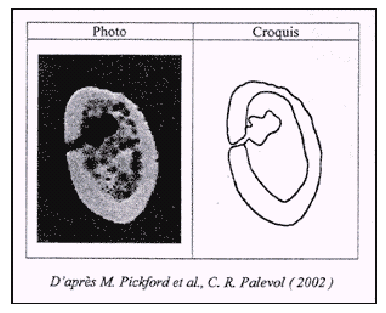 Photo Croquis
D'après M. Pickford et al., C. R. Palevol ( 2002 )